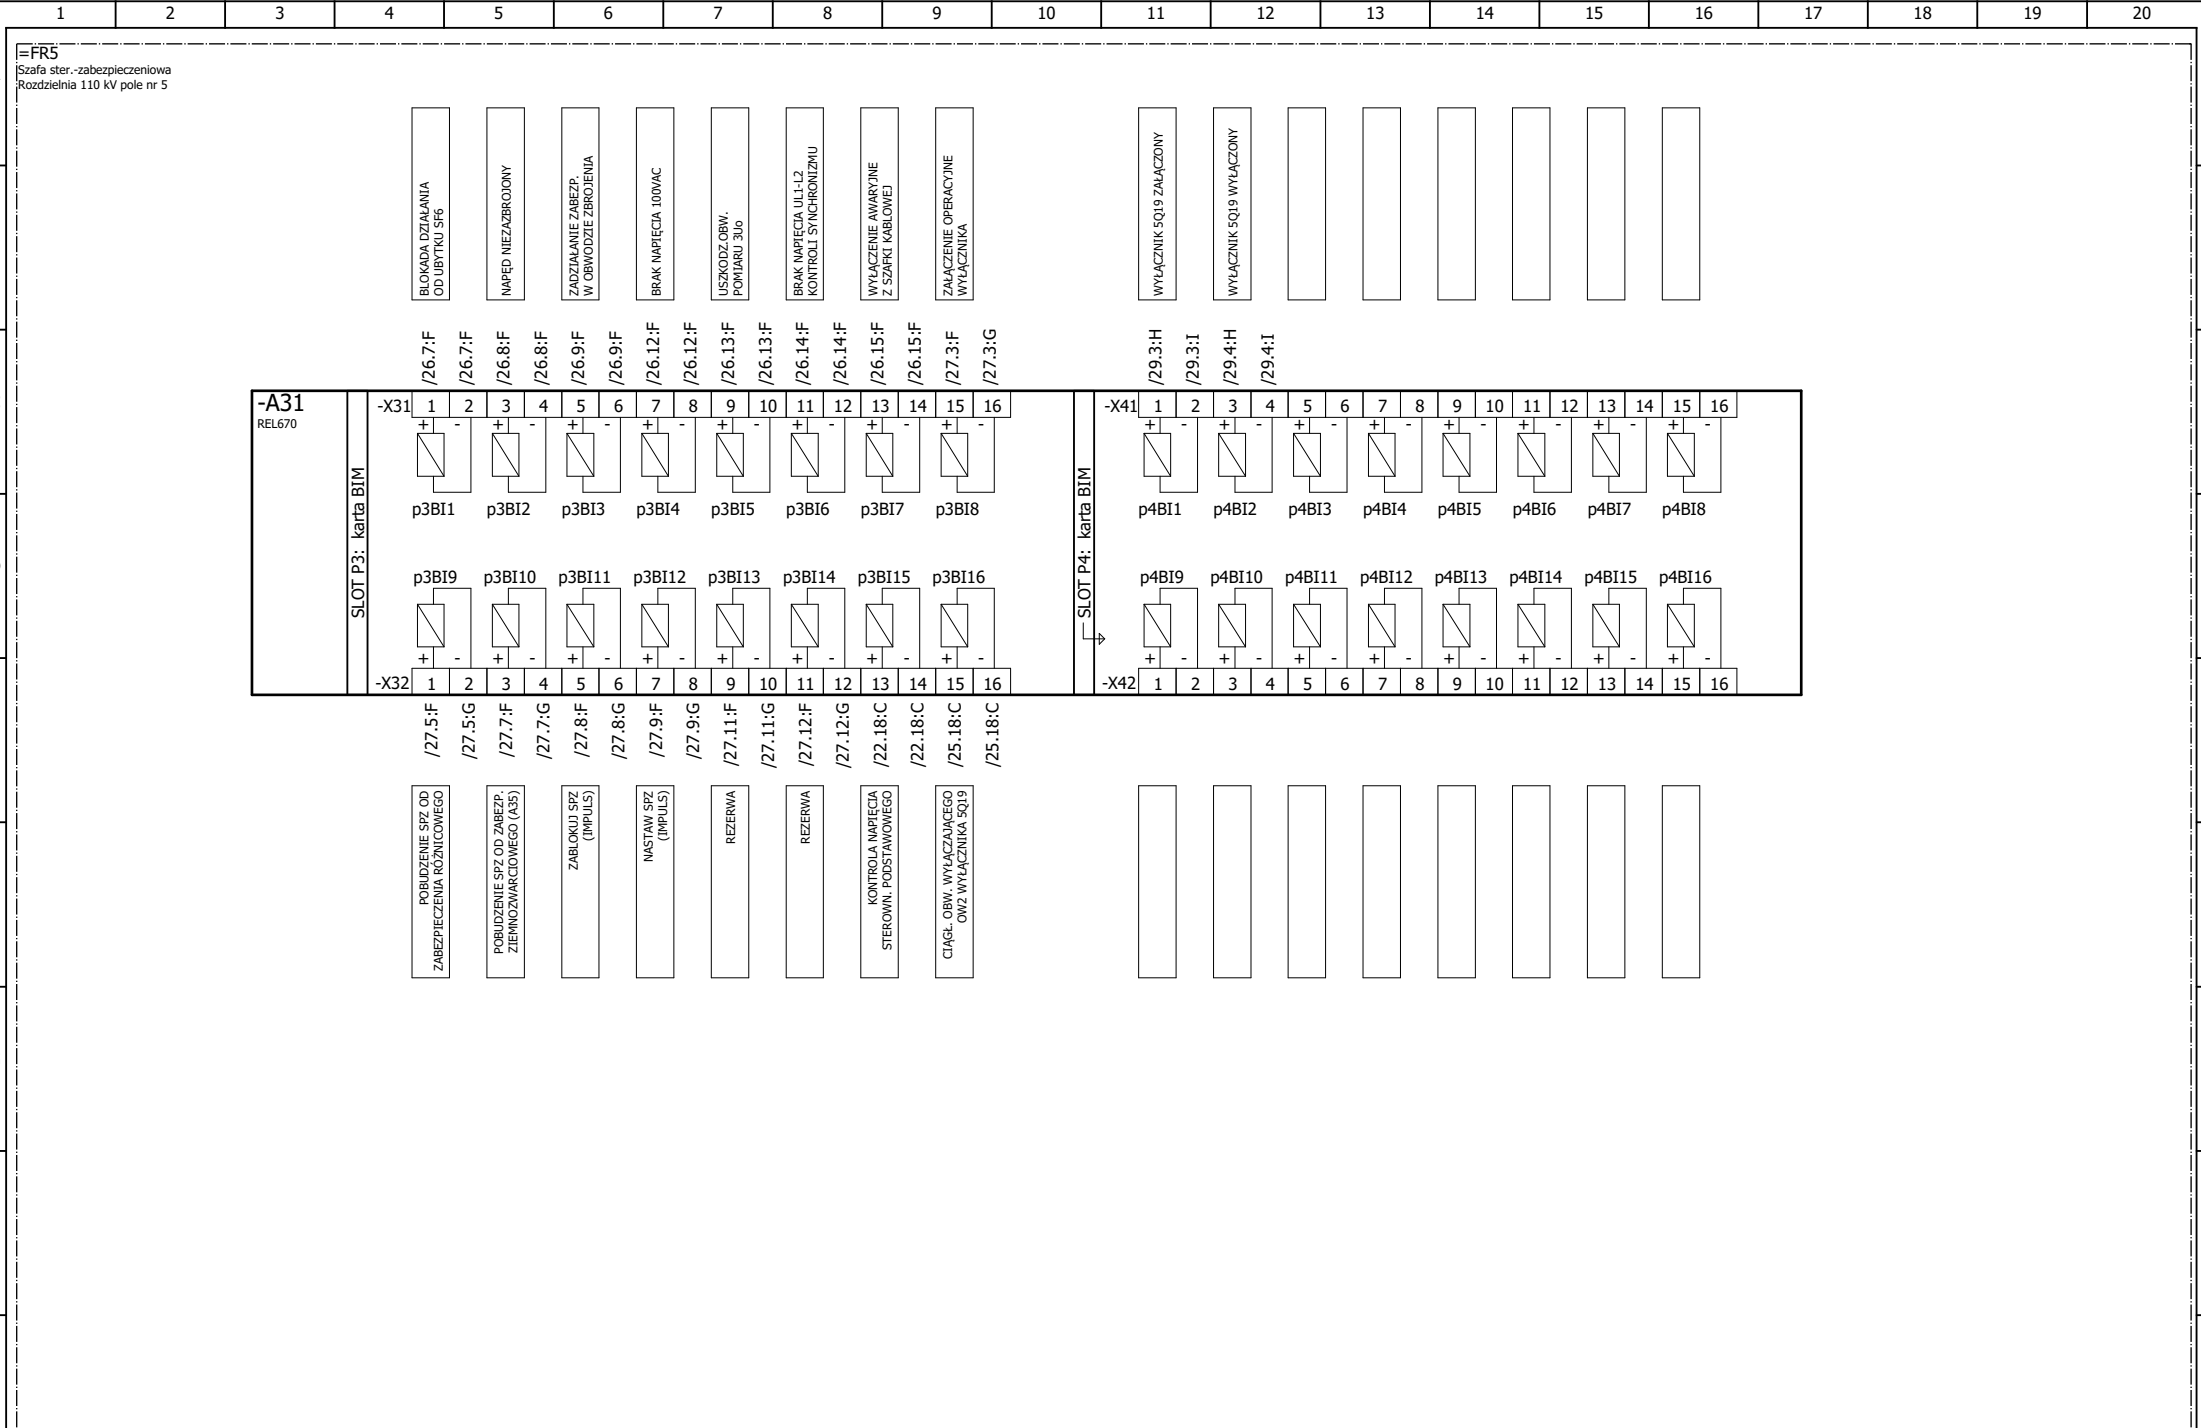 1 2 3 4 5 6 7 8 9 10 11 12 13 14 15 16 17 18 19 20
=FR5
Szafa ster.-zabezpieczeniowa
Rozdzielnia 110 kV pole nr 5
BLOKADA DZIAŁANIA
OD UBYTKU SF6
NAPĘD NIEZAZBROJONY
ZADZIAŁANIE ZABEZP.
W OBWODZIE ZBROJENIA
BRAK NAPIĘCIA 100VAC
USZKODZ.OBW.
POMIARU 3Uo
BRAK NAPIĘCIA UL1-L2
KONTROLI SYNCHRONIZMU
WYŁĄCZENIE AWARYJNE
Z SZAFKI KABLOWEJ
ZAŁĄCZENIE OPERACYJNE
WYŁĄCZNIKA
WYŁĄCZNIK 5Q19 ZAŁĄCZONY
WYŁĄCZNIK 5Q19 WYŁĄCZONY
/26.7:F
/26.7:F
/26.8:F
/26.8:F
/26.9:F
/26.9:F
/26.12:F
/26.12:F
/26.13:F
/26.13:F
/26.14:F
/26.14:F
/26.15:F
/26.15:F
/27.3:F
/27.3:G
/29.3:H
/29.3:I
/29.4:H
/29.4:I
-A31
REL670
SLOT P3: karta BIM
-X31 1 2 3 4 5 6 7 8 9 10 11 12 13 14 15 16
+ - + - + - + - + - + - + - + -
p3BI1 p3BI2 p3BI3 p3BI4 p3BI5 p3BI6 p3BI7 p3BI8
p3BI9 p3BI10 p3BI11 p3BI12 p3BI13 p3BI14 p3BI15 p3BI16
+ - + - + - + - + - + - + - + -
-X32 1 2 3 4 5 6 7 8 9 10 11 12 13 14 15 16
SLOT P4: karta BIM
-X41 1 2 3 4 5 6 7 8 9 10 11 12 13 14 15 16
+ - + - + - + - + - + - + - + -
p4BI1 p4BI2 p4BI3 p4BI4 p4BI5 p4BI6 p4BI7 p4BI8
p4BI9 p4BI10 p4BI11 p4BI12 p4BI13 p4BI14 p4BI15 p4BI16
+ - + - + - + - + - + - + - + -
-X42 1 2 3 4 5 6 7 8 9 10 11 12 13 14 15 16
/27.5:F
/27.5:G
/27.7:F
/27.7:G
/27.8:F
/27.8:G
/27.9:F
/27.9:G
/27.11:F
/27.11:G
/27.12:F
/27.12:G
/22.18:C
/22.18:C
/25.18:C
/25.18:C
POBUDZENIE SPZ OD
ZABEZPIECZENIA RÓŻNICOWEGO
POBUDZENIE SPZ OD ZABEZP.
ZIEMNOZWARCIOWEGO (A35)
ZABLOKUJ SPZ
(IMPULS)
NASTAW SPZ
(IMPULS)
REZERWA
REZERWA
KONTROLA NAPIĘCIA
STEROWN. PODSTAWOWEGO
CIĄGŁ. OBW. WYŁĄCZAJĄCEGO
OW2 WYŁĄCZNIKA 5Q19